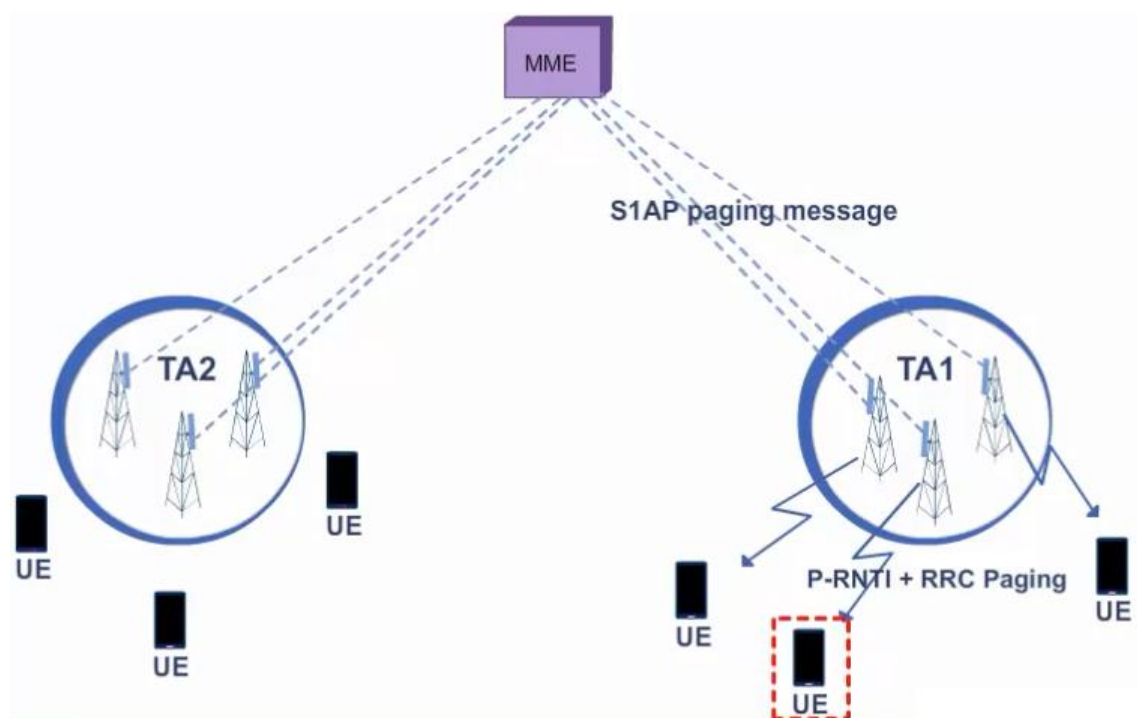 MME
S1AP paging message
TA2
TA1
UE
UE
UE
P-RNTI + RRC Paging
UE
UE
UE